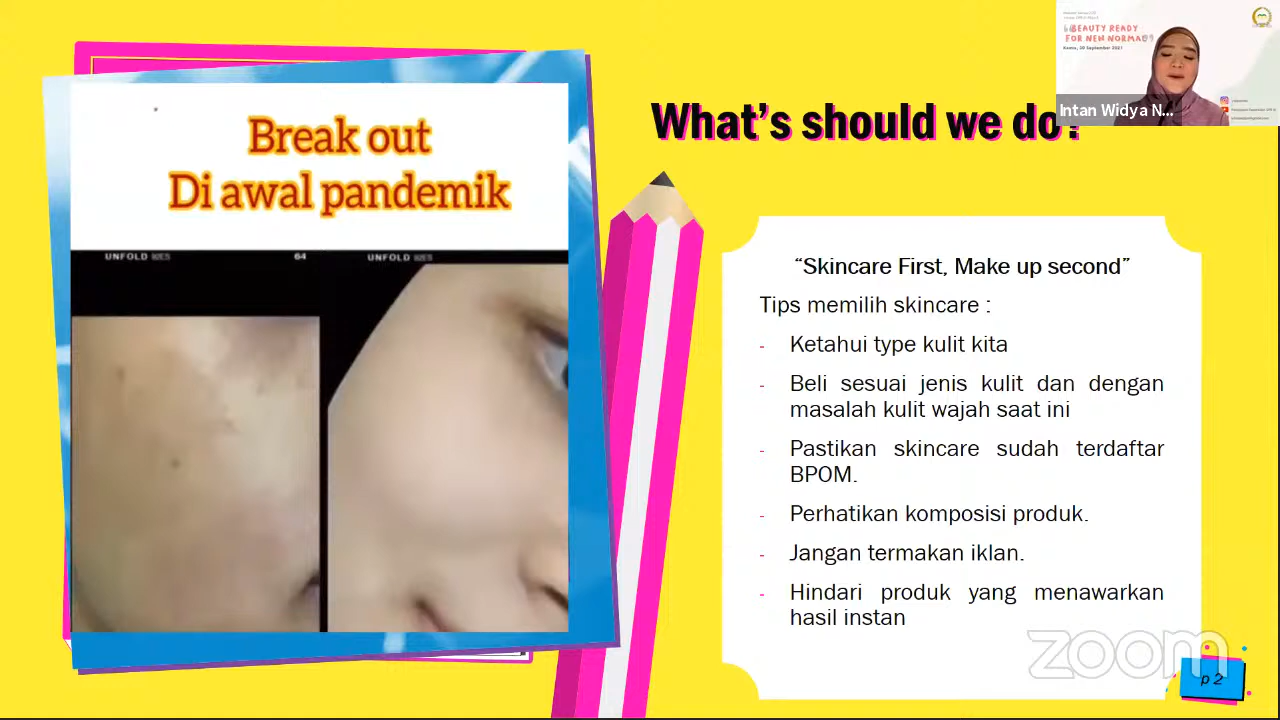 Break out
Di awal pandemik
UNFOLD
64
UNFOLD
What's should we do?
"Skincare First, Make up second"
Tips memilih skincare :
- Ketahui type kulit kita
- Beli sesuai jenis kulit dan dengan
masalah kulit wajah saat ini
- Pastikan skincare sudah terdaftar
BPOM.
- Perhatikan komposisi produk.
- Jangan termakan iklan.
- Hindari produk yang menawarkan
hasil instan
zoom
p 2
BEAUTY READY
FOR NEW NORMAL
Intan Widya N...